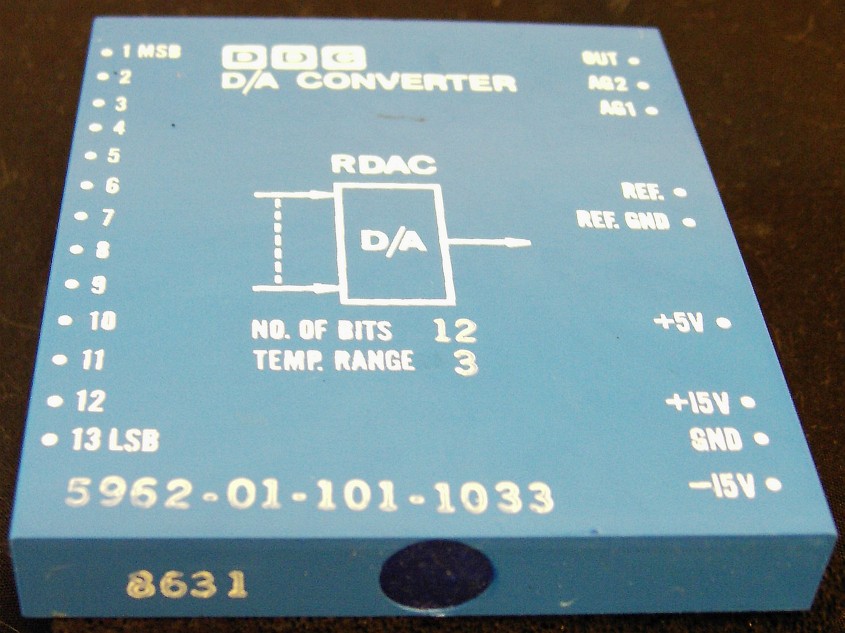 1 MSB
2
3
4
5
6
7
8
9
10
11
12
13 LSB
DDC
D/A CONVERTER
RDAC
D/A
NO. OF BITS 12
TEMP. RANGE 3
OUT
AG2
AG1
REF.
REF. GND
+5V
+15V
GND
-15V
5962-01-101-1033
8631